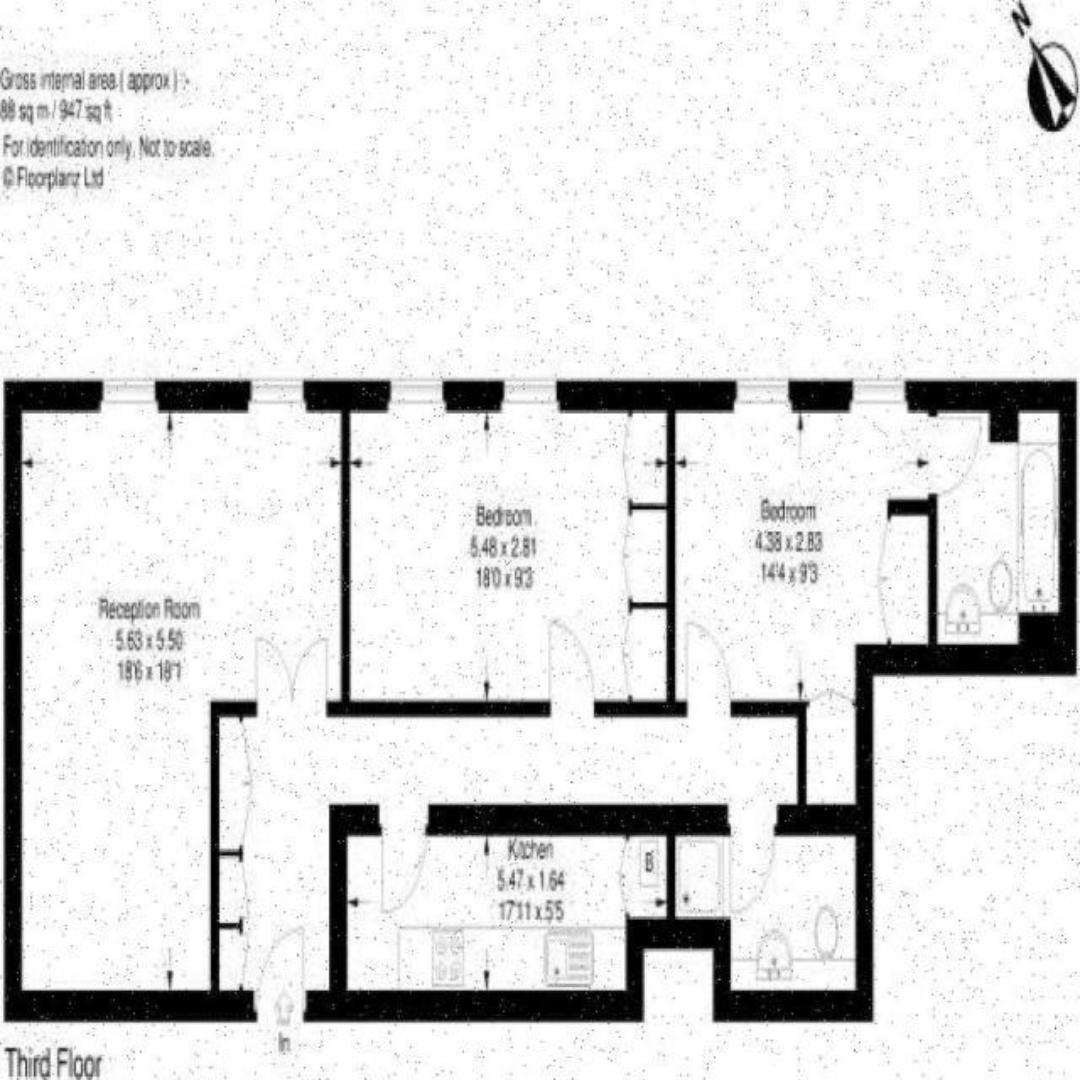 N
Gross internal area ( approx ) :-
88 sq m / 947 sq ft
For identification only. Not to scale.
© Floorplanz Ltd
Bedroom
5.48 x 2.81
18'0 x 9'3
Bedroom
4.38 x 2.83
14'4 x 9'3
Reception Room
5.63 x 5.50
18'6 x 18'1
Kitchen
5.47 x 1.64
17'11 x 5'5
B
In
Third Floor